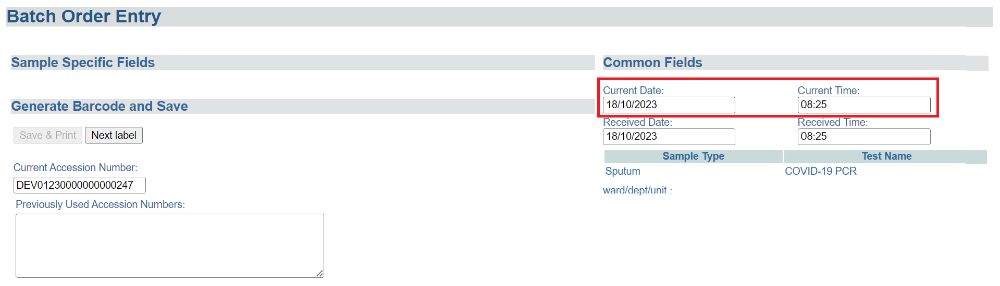 Batch Order Entry
Sample Specific Fields
Generate Barcode and Save
Save & Print Next label
Current Accession Number:
DEV01230000000000247
Previously Used Accession Numbers:
Common Fields
Current Date: Current Time:
18/10/2023 08:25
Received Date: Received Time:
18/10/2023 08:25
Sample Type Test Name
Sputum COVID-19 PCR
ward/dept/unit :